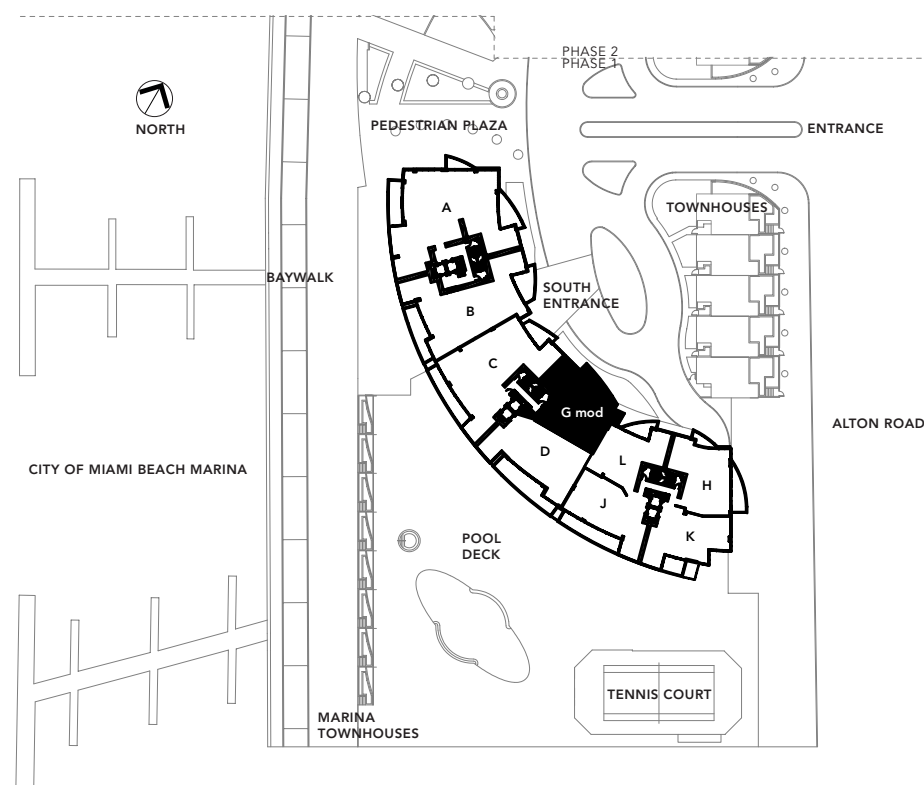 PHASE 2
PHASE 1
NORTH
PEDESTRIAN PLAZA
ENTRANCE
TOWNHOUSES
A
BAYWALK
SOUTH
ENTRANCE
B
C
G mod
ALTON ROAD
D
L
CITY OF MIAMI BEACH MARINA
H
J
K
POOL
DECK
TENNIS COURT
MARINA
TOWNHOUSES